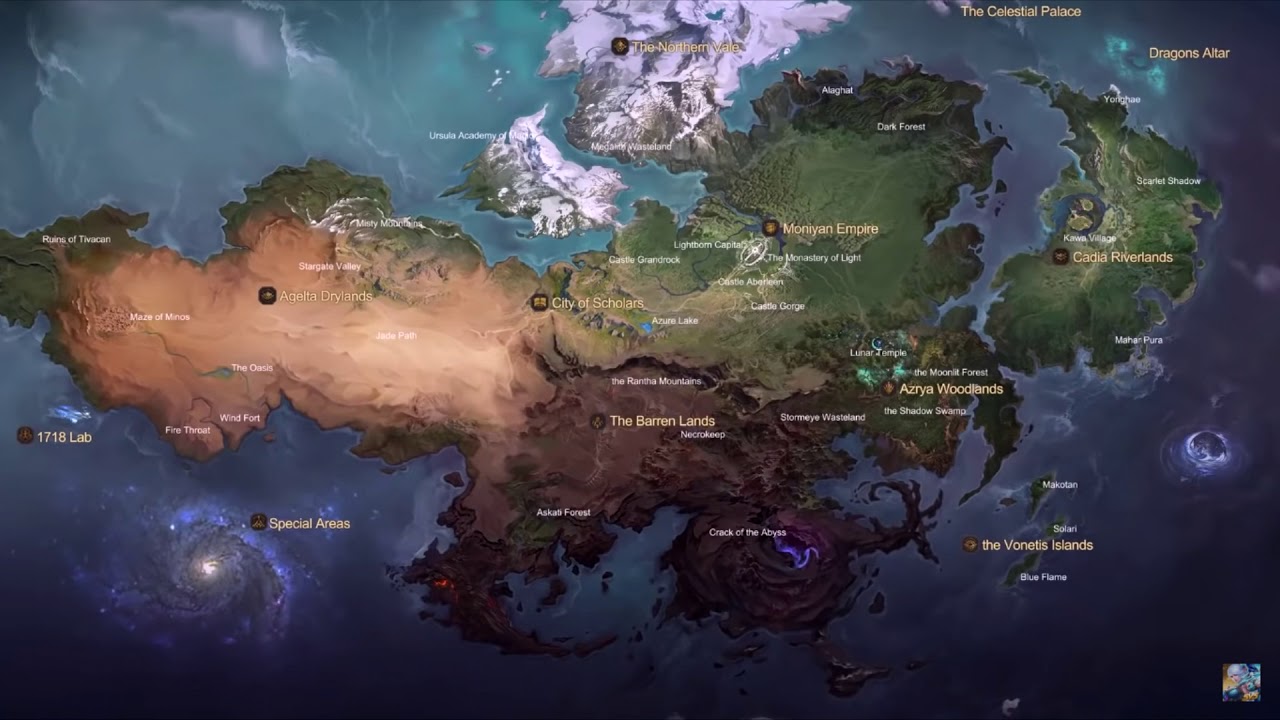 The Celestial Palace
The Northern Vale
Dragons Altar
Alaghat
Yonghae
Dark Forest
Ursula Academy of
Megalith Wasteland
Scarlet Shadow
Misty Mountains
Moniyan Empire
Ruins of Tivacan
Kawa Village
Lightborn Capital
The Monastery of Light
Cadia Riverlands
Castle Grandrock
Stargate Valley
Castle Aberleen
Agelta Drylands
City of Scholars
Castle Gorge
Maze of Minos
Azure Lake
Jade Path
Mahar Pura
Lunar Temple
The Oasis
the Moonlit Forest
the Rantha Mountains
Azrya Woodlands
the Shadow Swamp
Wind Fort
Stormeye Wasteland
The Barren Lands
Fire Throat
Necrokeep
1718 Lab
Makotan
Askati Forest
Special Areas
Solari
Crack of the Abyss
the Vonetis Islands
Blue Flame